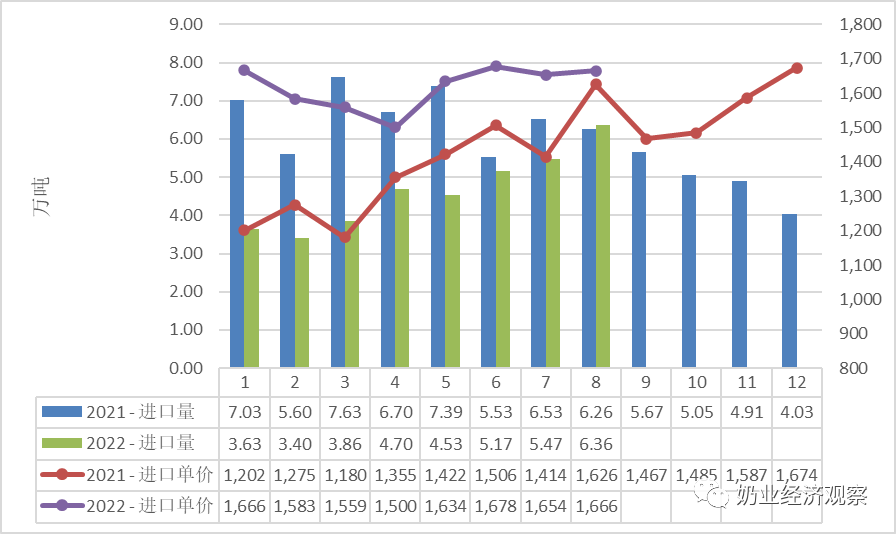 9.00 1,800
8.00 1,700
7.00 1,600
6.00 1,500
5.00 1,400
4.00 1,300
3.00 1,200
2.00 1,100
1.00 1,000
0.00 900
800
万吨
1 2 3 4 5 6 7 8 9 10 11 12
2021 - 进口量 7.03 5.60 7.63 6.70 7.39 5.53 6.53 6.26 5.67 5.05 4.91 4.03
2022 - 进口量 3.63 3.40 3.86 4.70 4.53 5.17 5.47 6.36
2021 - 进口单价 1,202 1,275 1,180 1,355 1,422 1,506 1,414 1,626 1,467 1,485 1,587 1,674
2022 - 进口单价 1,666 1,583 1,559 1,500 1,634 1,678 1,654 1,666
奶业经济观察